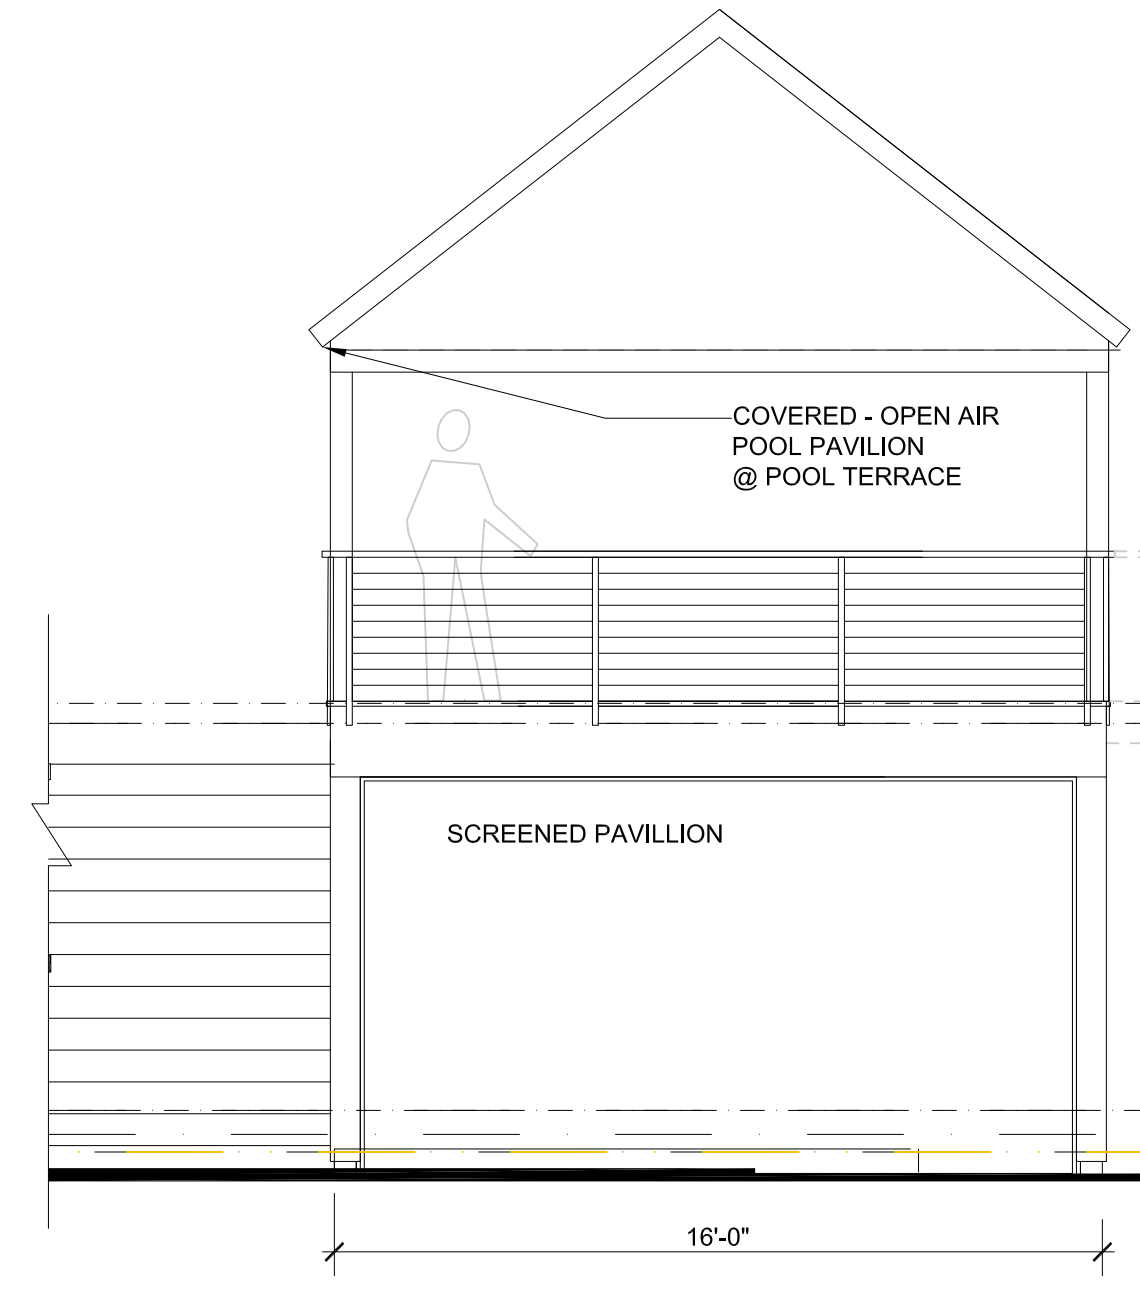 COVERED - OPEN AIR
POOL PAVILION
@ POOL TERRACE
SCREENED PAVILLION
16'-0"